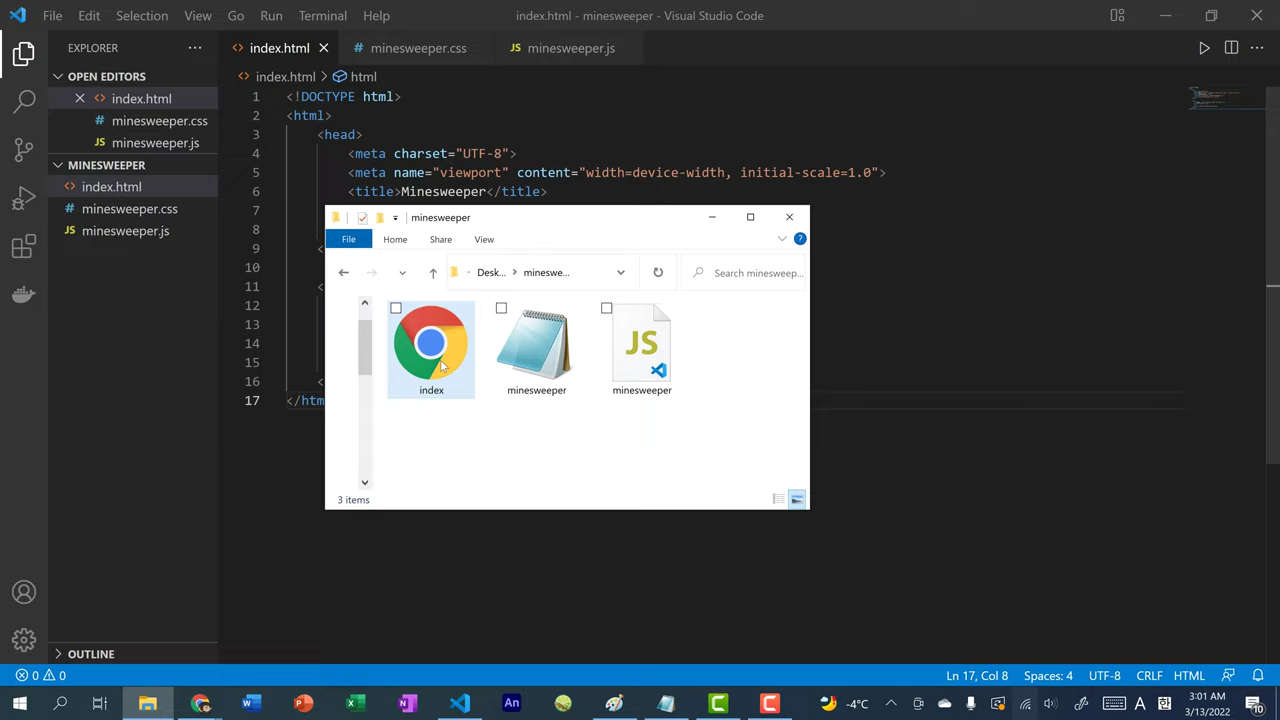 File Edit Selection View Go Run Terminal Help index.html - minesweeper - Visual Studio Code
EXPLORER
index.html minesweeper.css JS minesweeper.js
OPEN EDITORS
index.html
minesweeper.css
JS minesweeper.js
MINESWEEPER
index.html
minesweeper.css
JS minesweeper.js
OUTLINE
index.html > html
1 <!DOCTYPE html>
2 <html>
3 <head>
4 <meta charset="UTF-8">
5 <meta name="viewport" content="width=device-width, initial-scale=1.0">
6 <title>Minesweeper</title>
7
8
9 <
10
11 <
12
13
14
15
16 <
17 </htm
minesweeper
File Home Share View
Desk... mineswe... Search minesweep...
index
minesweeper
JS
minesweeper
3 items
0 0 Ln 17, Col 8 Spaces: 4 UTF-8 CRLF HTML
-4°C A 3:01 AM
3/13/2022 10